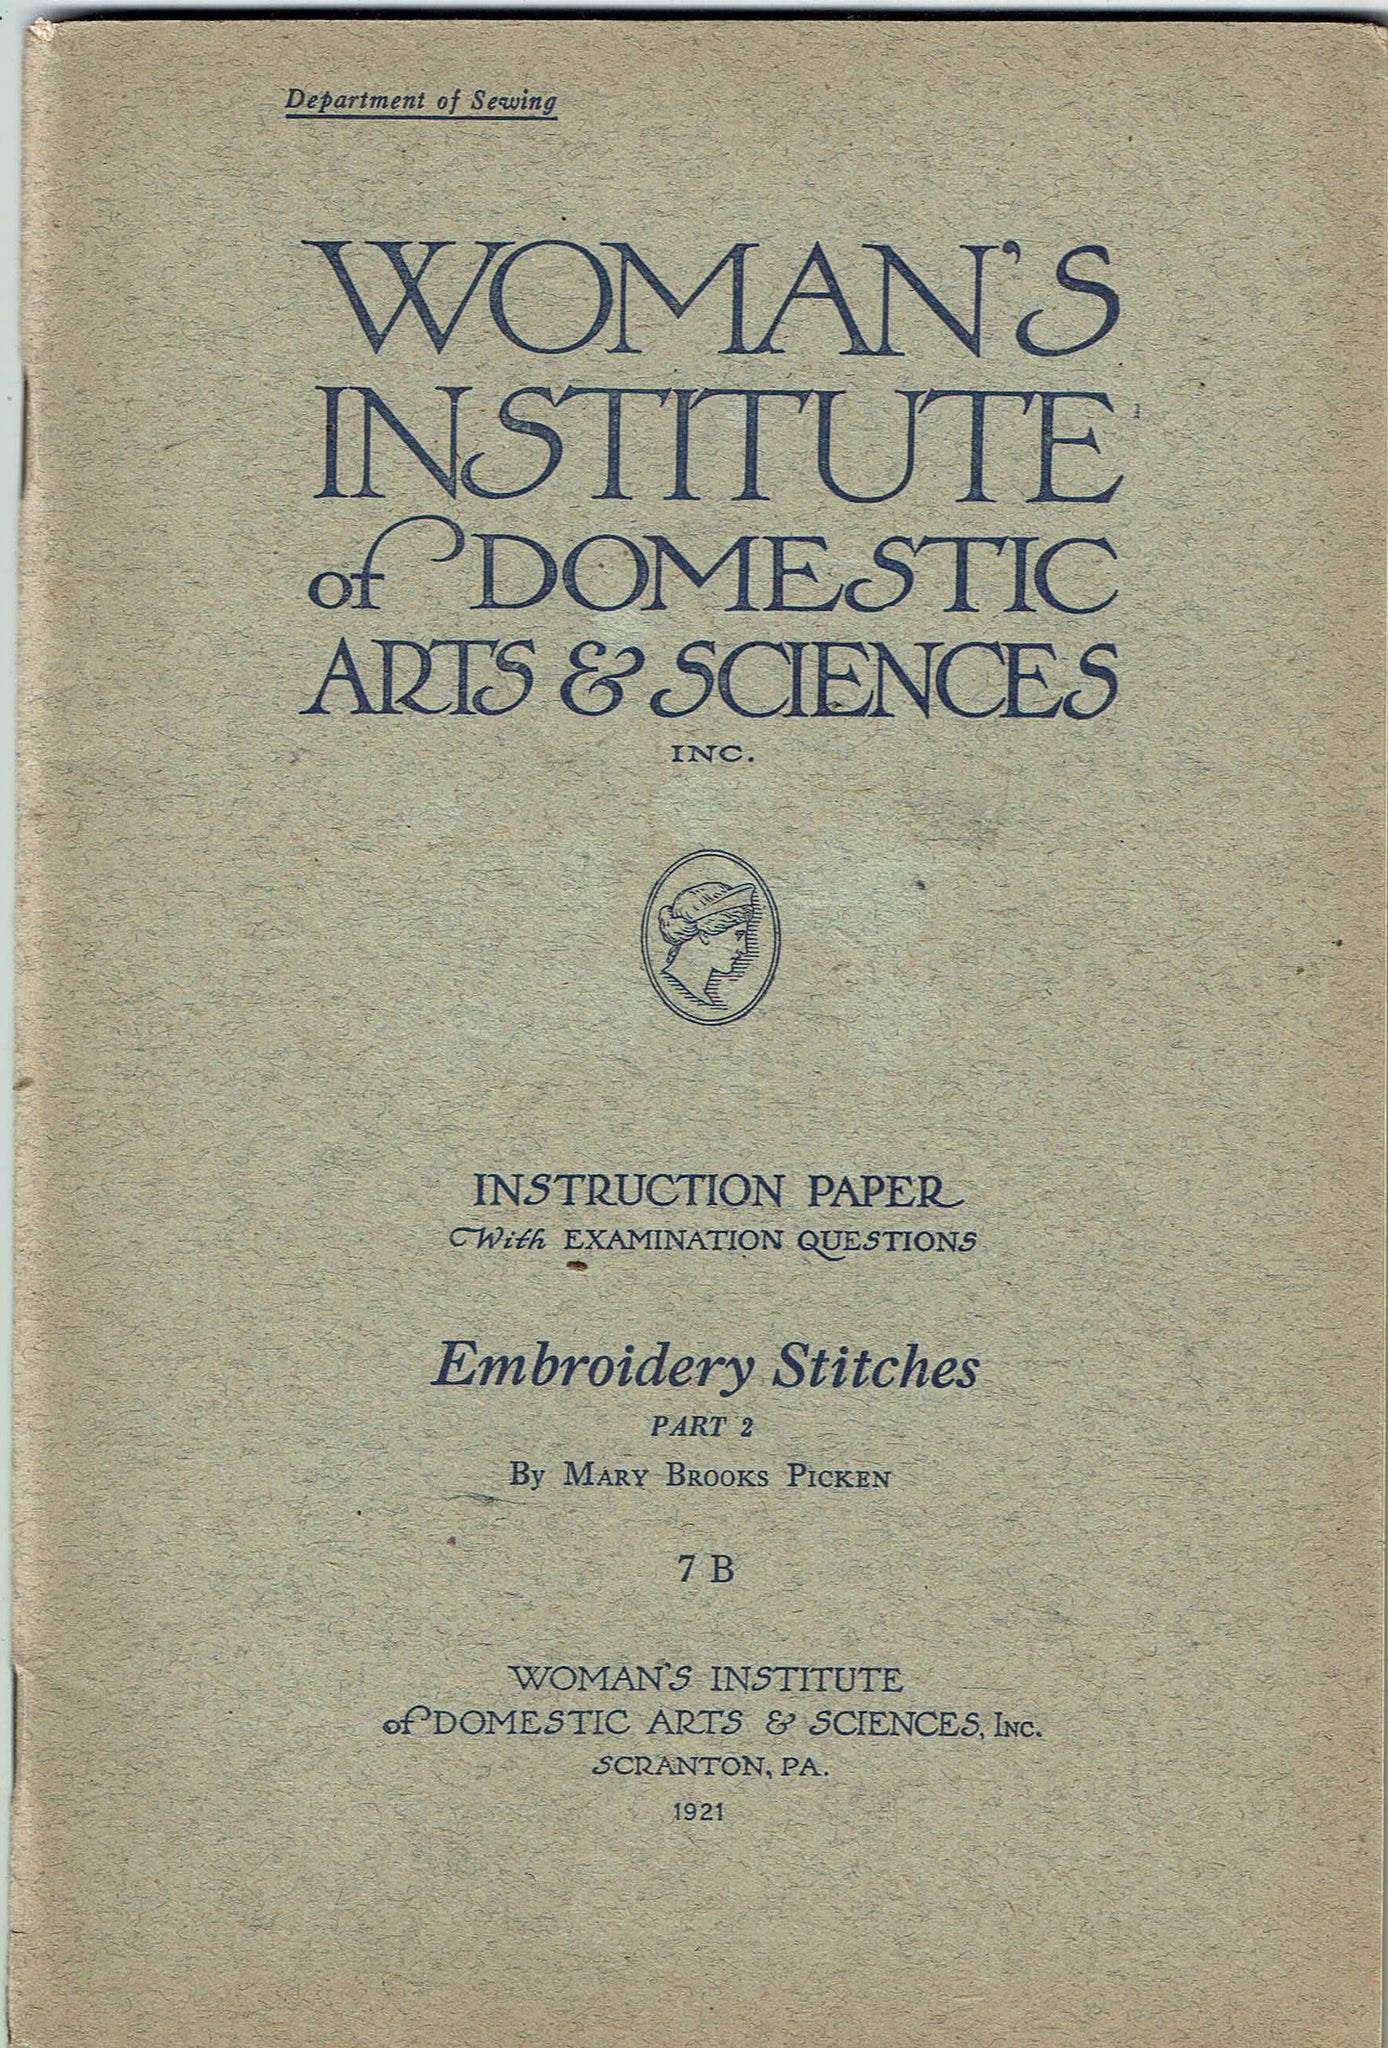 Department of Sewing
WOMAN'S
INSTITUTE
of DOMESTIC
ARTS & SCIENCES
INC.
INSTRUCTION PAPER
With EXAMINATION QUESTIONS
Embroidery Stitches
PART 2
By MARY BROOKS PICKEN
7 B
WOMAN'S INSTITUTE
of DOMESTIC ARTS & SCIENCES, INC.
SCRANTON, PA.
1921